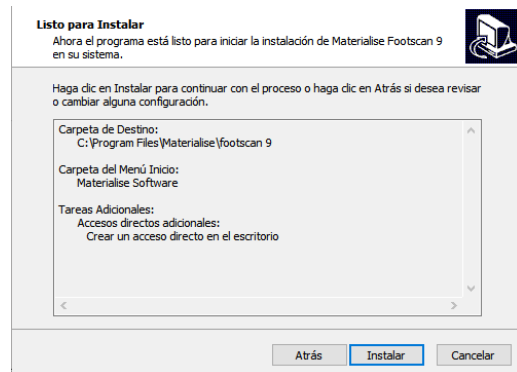 Listo para Instalar
Ahora el programa está listo para iniciar la instalación de Materialise Footscan 9
en su sistema.
Haga clic en Instalar para continuar con el proceso o haga clic en Atrás si desea revisar
o cambiar alguna configuración.
Carpeta de Destino:
C:\Program Files\Materialise\footscan 9
Carpeta del Menú Inicio:
Materialise Software
Tareas Adicionales:
Accesos directos adicionales:
Crear un acceso directo en el escritorio
Atrás
Instalar
Cancelar